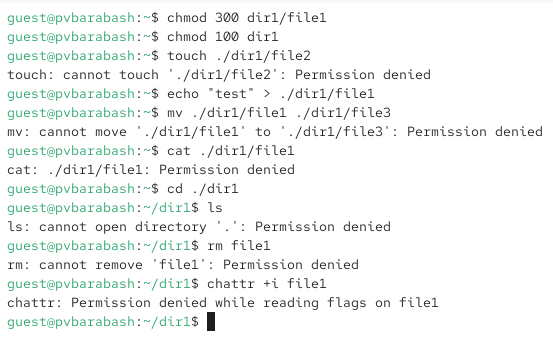 guest@pvbarabash:~$ chmod 300 dir1/file1
guest@pvbarabash:~$ chmod 100 dir1
guest@pvbarabash:~$ touch ./dir1/file2
touch: cannot touch './dir1/file2': Permission denied
guest@pvbarabash:~$ echo "test" > ./dir1/file1
guest@pvbarabash:~$ mv ./dir1/file1 ./dir1/file3
mv: cannot move './dir1/file1' to './dir1/file3': Permission denied
guest@pvbarabash:~$ cat ./dir1/file1
cat: ./dir1/file1: Permission denied
guest@pvbarabash:~$ cd ./dir1
guest@pvbarabash:~/dir1$ ls
ls: cannot open directory '.': Permission denied
guest@pvbarabash:~/dir1$ rm file1
rm: cannot remove 'file1': Permission denied
guest@pvbarabash:~/dir1$ chattr +i file1
chattr: Permission denied while reading flags on file1
guest@pvbarabash:~/dir1$